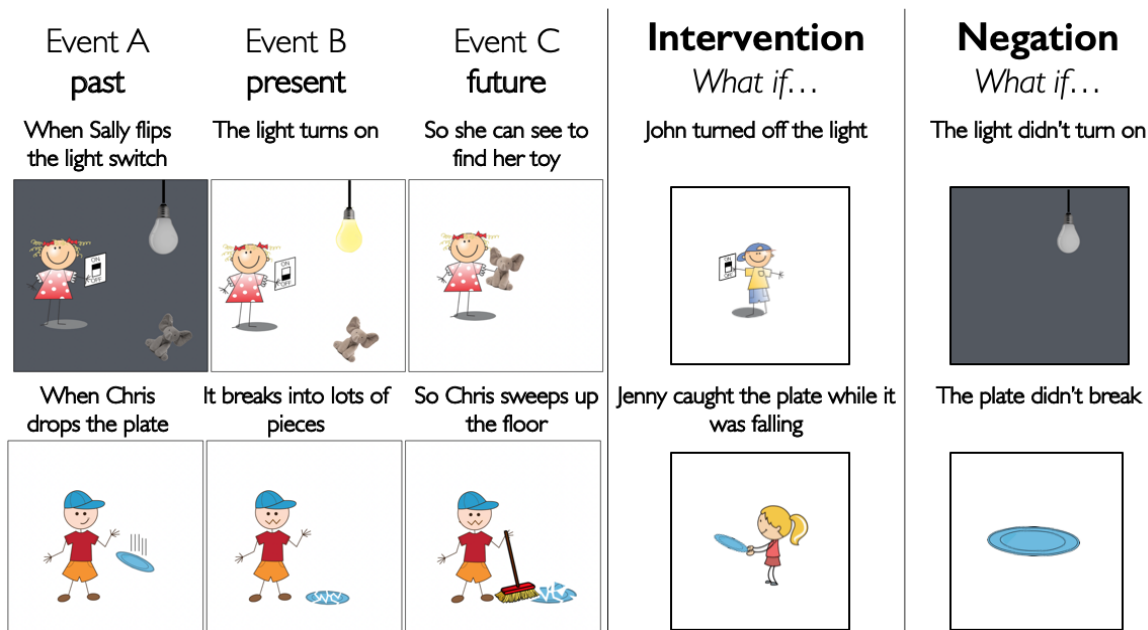 Event A
past
Event B
present
Event C
future
Intervention
What if...
Negation
What if...
When Sally flips
the light switch
The light turns on
So she can see to
find her toy
John turned off the light
The light didn't turn on
ON
OFF
ON
OFF
ON
OFF
When Chris
drops the plate
It breaks into lots of
pieces
So Chris sweeps up
the floor
Jenny caught the plate while it
was falling
The plate didn't break